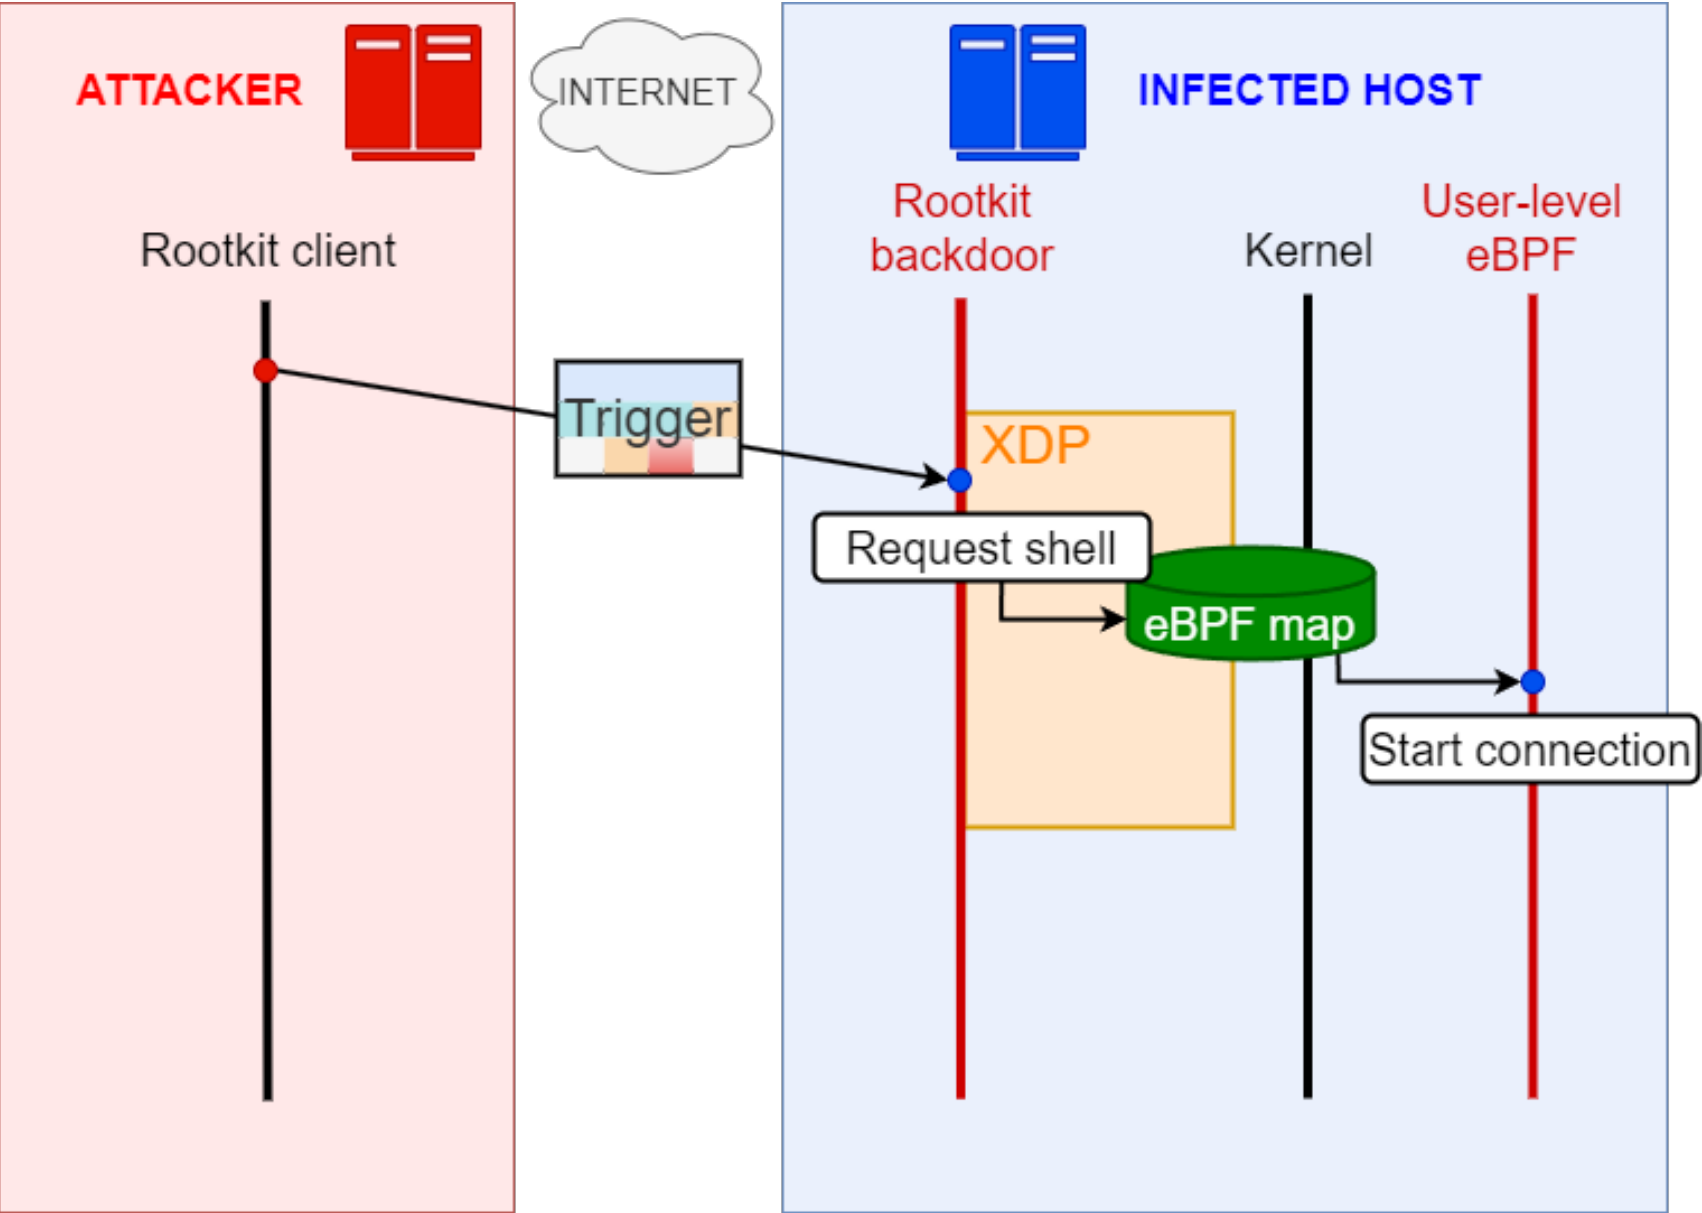 ATTACKER
INTERNET
INFECTED HOST
Rootkit client
Rootkit
backdoor
Kernel
User-level
eBPF
Trigger
XDP
Request shell
eBPF map
Start connection